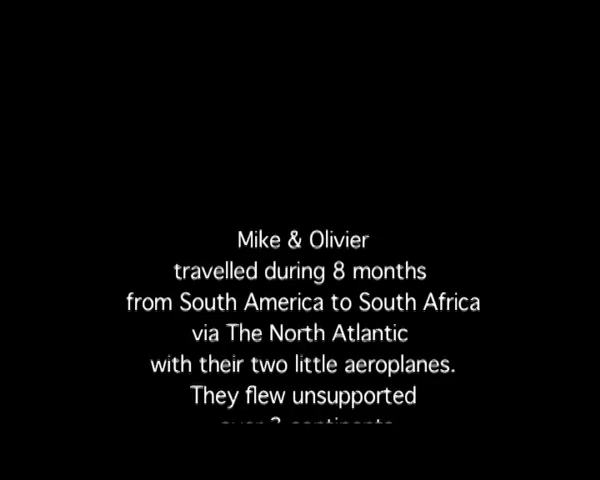 Mike & Olivier
travelled during 8 months
from South America to South Africa
via The North Atlantic
with their two little aeroplanes.
They flew unsupported